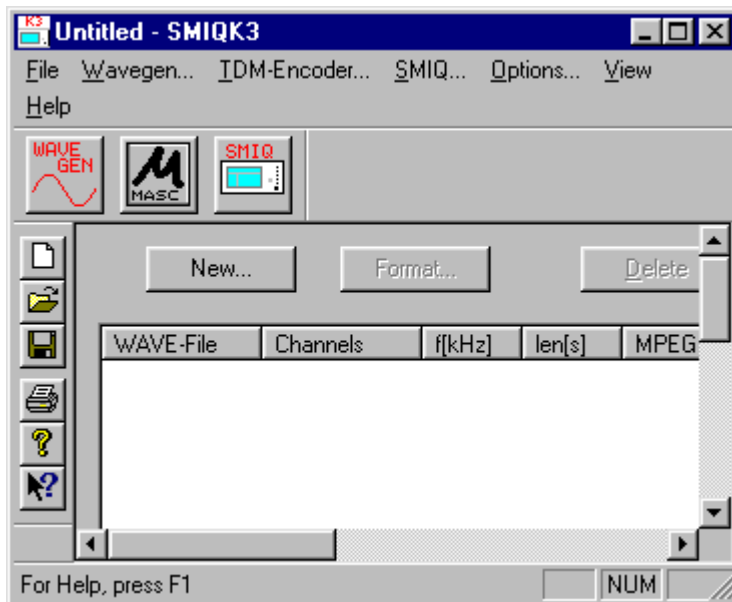 K3
Untitled - SMIQK3
File Wavegen... TDM-Encoder... SMIQ... Options... View
Help
WAVE GEN
MASC
SMIQ
New... Format... Delete
WAVE-File Channels f[kHz] len[s] MPEG
For Help, press F1 NUM